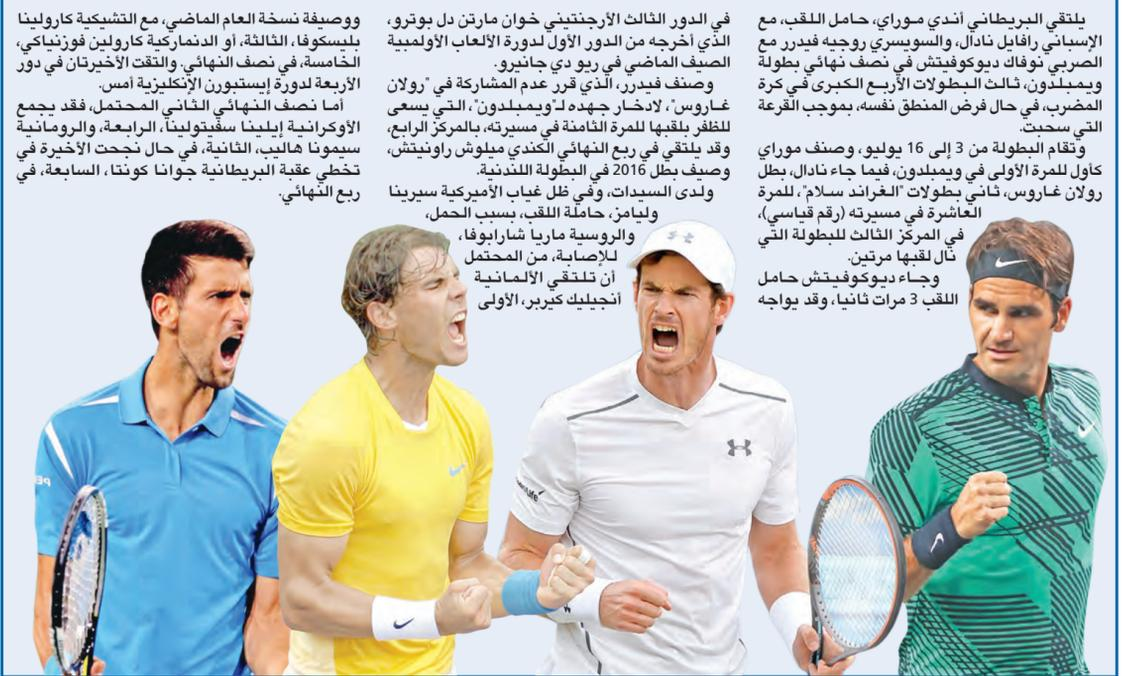 يلتقي البريطاني أندي موراي، حامل اللقب، مع
الإسباني رافايل نادال، والسويسري روجيه فيدرر مع
الصربي نوفاك ديوكوفيتش في نصف نهائي بطولة
ويمبلدون، ثالث البطولات الأربع الكبرى في كرة
المضرب، في حال فرض المنطق نفسه، بموجب القرعة
التي سحبت.
وتقام البطولة من 3 إلى 16 يوليو، وصنف موراي
كأول للمرة الأولى في ويمبلدون، فيما جاء نادال، بطل
رولان غاروس، ثاني بطولات "الغراند سلام"، للمرة
العاشرة في مسيرته (رقم قياسي)،
في المركز الثالث للبطولة التي
نال لقبها مرتين.
وجاء ديوكوفيتش حامل
اللقب 3 مرات ثانيا، وقد يواجه
في الدور الثالث الأرجنتيني خوان مارتن دل بوترو،
الذي أخرجه من الدور الأول لدورة الألعاب الأولمبية
الصيف الماضي في ريو دي جانيرو.
وصنف فيدرر، الذي قرر عدم المشاركة في "رولان
غاروس"، لادخار جهده لـ"ويمبلدون"، التي يسعى
للظفر بلقبها للمرة الثامنة في مسيرته، بالمركز الرابع،
وقد يلتقي في ربع النهائي الكندي ميلوش راونيتش،
وصيف بطل 2016 في البطولة اللندنية.
ولدى السيدات، وفي ظل غياب الأميركية سيرينا
وليامز، حاملة اللقب، بسبب الحمل،
والروسية ماريا شارابوفا،
للإصابة، من المحتمل
أن تلتقي الألمانية
أنجيليك كيربر، الأولى
ووصيفة نسخة العام الماضي، مع التشيكية كارولينا
بليسكوفا، الثالثة، أو الدنماركية كارولين فوزنياكي،
الخامسة، في نصف النهائي. والتقت الأخيرتان في دور
الأربعة لدورة إيستبورن الإنكليزية أمس.
أما نصف النهائي الثاني المحتمل، فقد يجمع
الأوكرانية إيلينا سفيتولينا، الرابعة، والرومانية
سيمونا هاليب، الثانية، في حال نجحت الأخيرة في
تخطي عقبة البريطانية جوانا كونتا، السابعة، في
ربع النهائي.